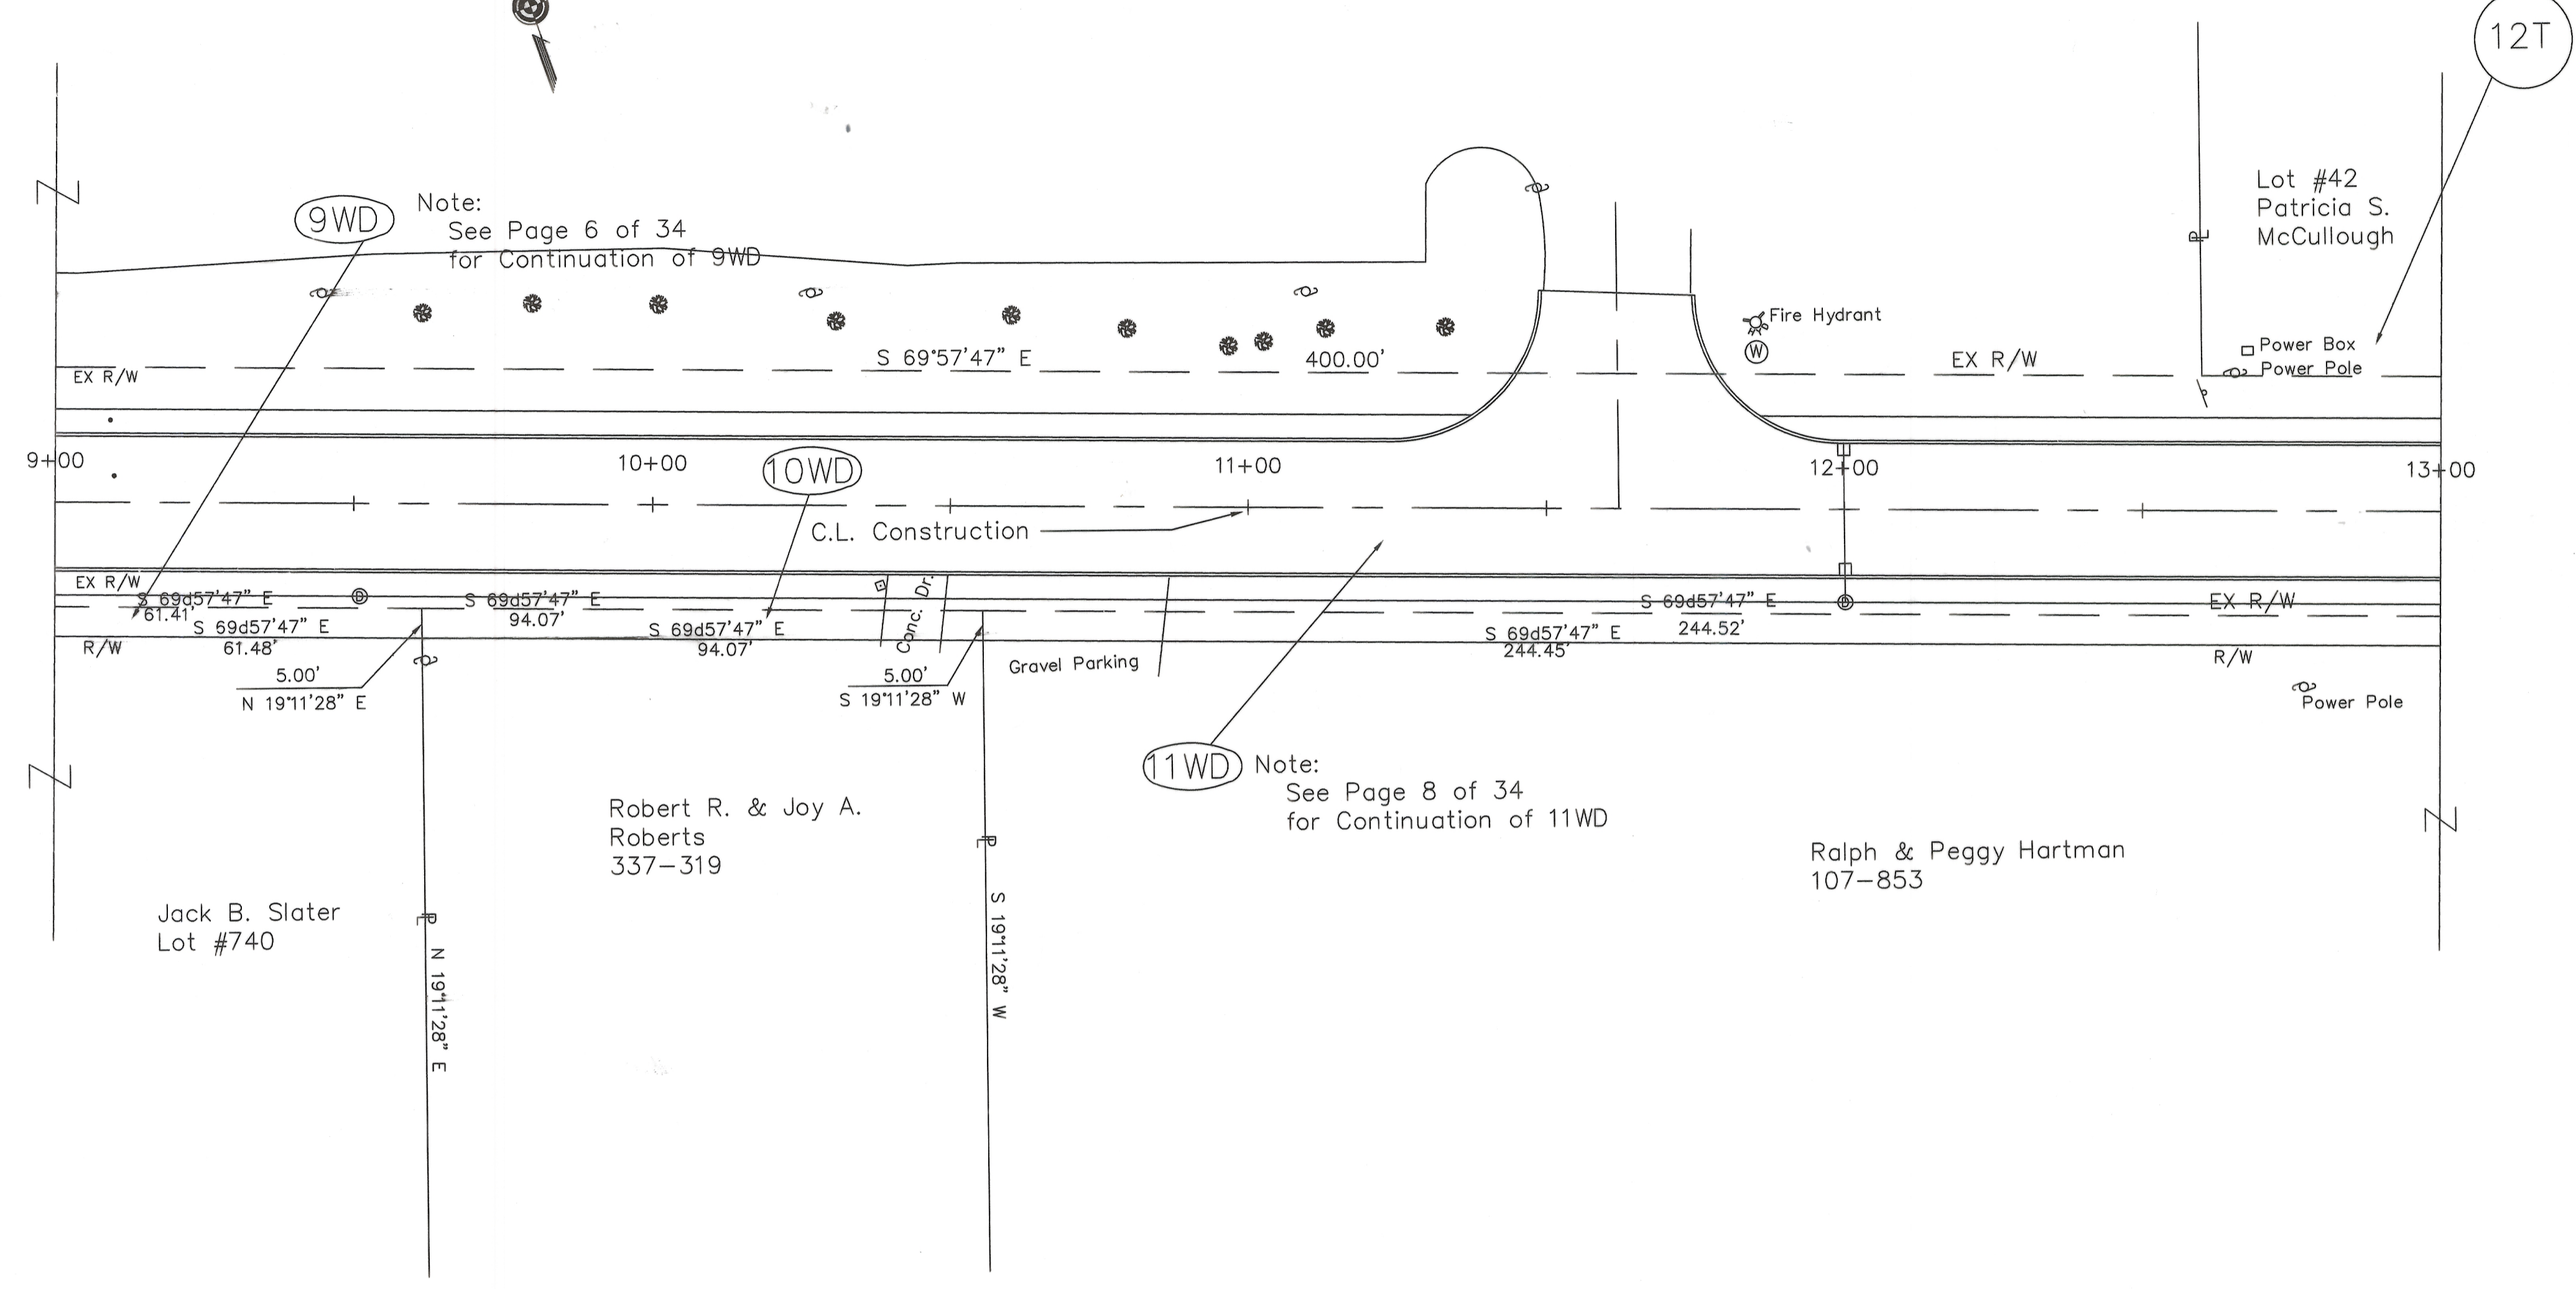 12T
9WD
Note:
See Page 6 of 34
for Continuation of 9WD
Lot #42
Patricia S.
McCullough
PL
Fire Hydrant
W
Power Box
Power Pole
EX R/W
S 69°57'47" E
400.00'
EX R/W
9+00
10+00
10WD
11+00
12+00
13+00
C.L. Construction
EX R/W
S 69d57'47" E
61.41'
D
S 69d57'47" E
94.07'
Conc. Dr.
S 69d57'47" E
244.52'
D
EX R/W
S 69d57'47" E
61.48'
S 69d57'47" E
94.07'
S 69d57'47" E
244.45'
R/W
R/W
5.00'
N 19°11'28" E
5.00'
S 19°11'28" W
Gravel Parking
Power Pole
11WD
Note:
See Page 8 of 34
for Continuation of 11WD
Robert R. & Joy A.
Roberts
337-319
PL
S 19°11'28" W
Ralph & Peggy Hartman
107-853
Jack B. Slater
Lot #740
PL
N 19°11'28" E